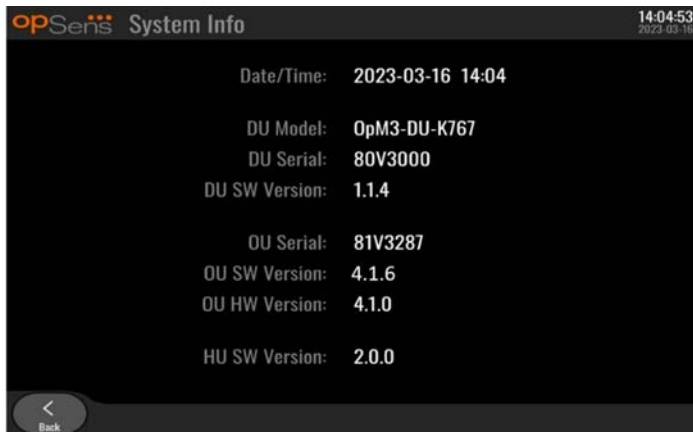 opSens System Info
14:04:53
2023-03-16
Date/Time: 2023-03-16 14:04
DU Model: OpM3-DU-K767
DU Serial: 80V3000
DU SW Version: 1.1.4
OU Serial: 81V3287
OU SW Version: 4.1.6
OU HW Version: 4.1.0
HU SW Version: 2.0.0
<
Back